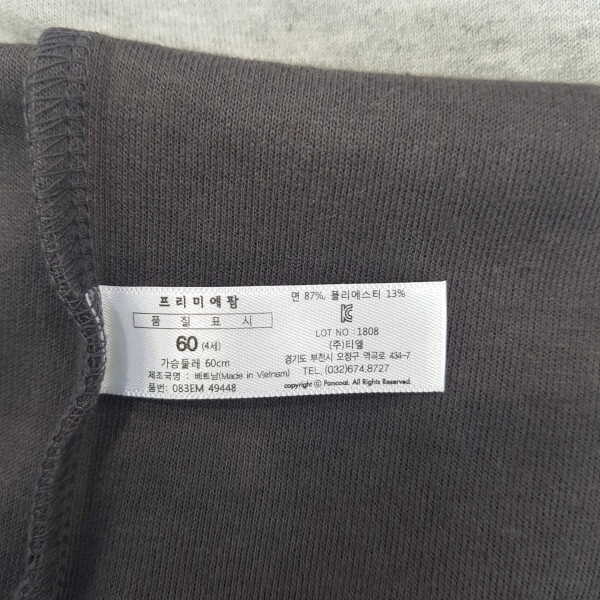 프리미에팜
품 질 표 시
60 (4세)
가슴둘레 60cm
제조국명 : 베트남(Made in Vietnam)
품번: 083EM 49448
면 87%, 폴리에스터 13%
LOT NO : 1808
(주)티엘
경기도 부천시 오정구 역곡로 434-7
TEL. (032)674.8727
copyright ⓒ Poncoat. All Rights Reserved.